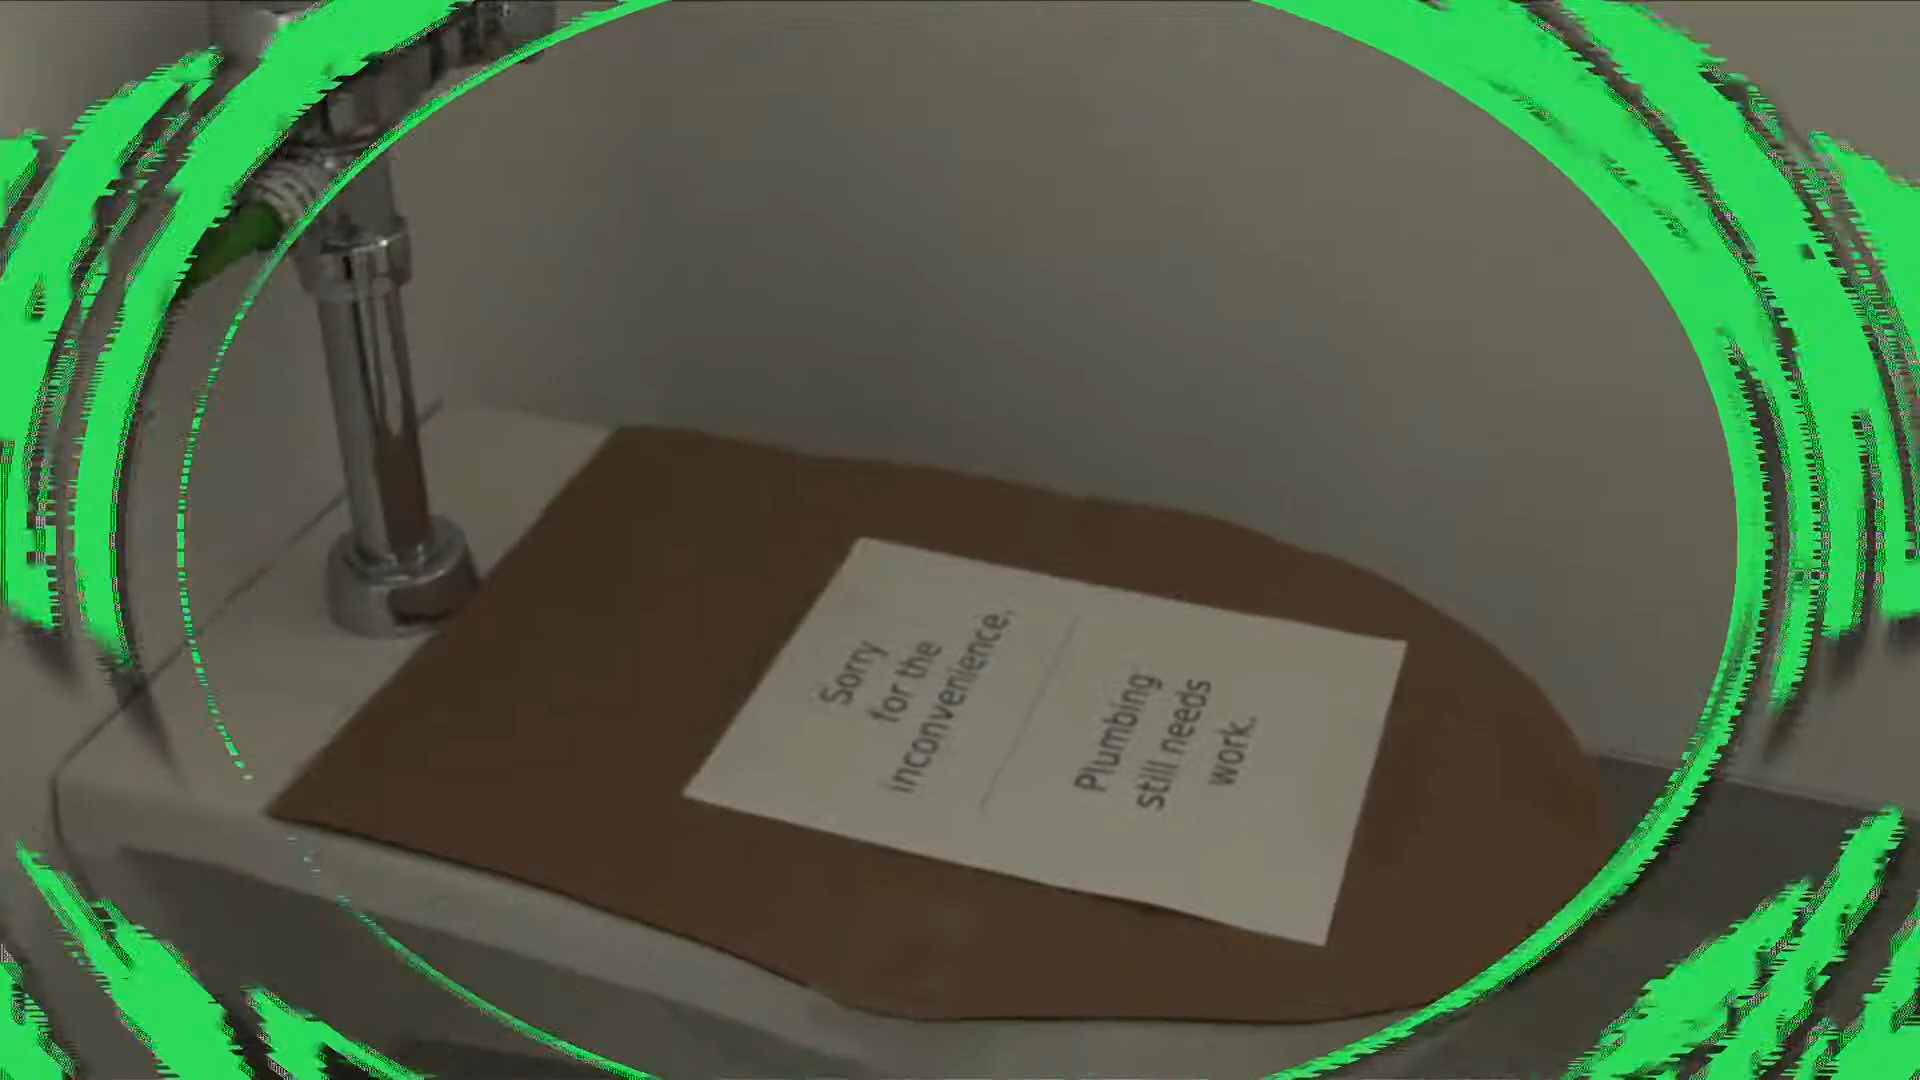 Sorry
for the
inconvenience.
Plumbing
still needs
work.